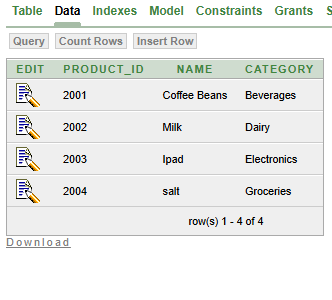 Table Data Indexes Model Constraints Grants
Query Count Rows Insert Row
EDIT PRODUCT_ID NAME CATEGORY
2001 Coffee Beans Beverages
2002 Milk Dairy
2003 Ipad Electronics
2004 salt Groceries
row(s) 1 - 4 of 4
Download